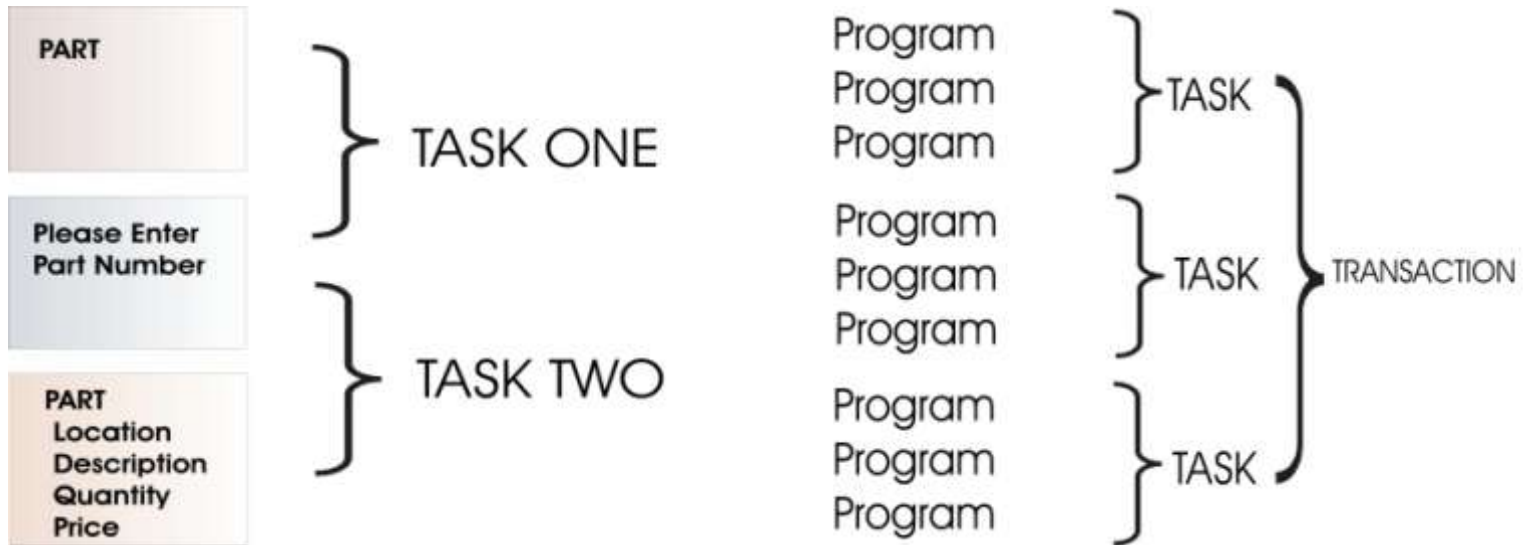 PART
Please Enter
Part Number
PART
Location
Description
Quantity
Price
TASK ONE
TASK TWO
Program
Program
Program
TASK
Program
Program
Program
TASK
Program
Program
Program
TASK
TRANSACTION